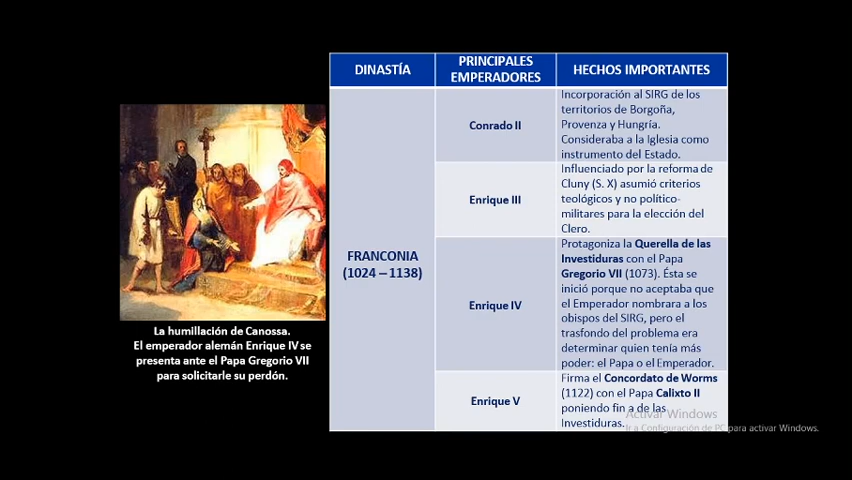 La humillación de Canossa.
El emperador alemán Enrique IV se
presenta ante el Papa Gregorio VII
para solicitarle su perdón.
DINASTÍA
PRINCIPALES
EMPERADORES
HECHOS IMPORTANTES
FRANCONIA
(1024 – 1138)
Conrado II
Incorporación al SIRG de los
territorios de Borgoña,
Provenza y Hungría.
Consideraba a la Iglesia como
instrumento del Estado.
Enrique III
Influenciado por la reforma de
Cluny (S. X) asumió criterios
teológicos y no político-
militares para la elección del
Clero.
Enrique IV
Protagoniza la Querella de las
Investiduras con el Papa
Gregorio VII (1073). Ésta se
inició porque no aceptaba que
el Emperador nombrara a los
obispos del SIRG, pero el
trasfondo del problema era
determinar quien tenía más
poder: el Papa o el Emperador.
Enrique V
Firma el Concordato de Worms
(1122) con el Papa Calixto II
poniendo fin a de las
Investiduras.
Activar Windows
Ir a Configuración de PC para activar Windows.